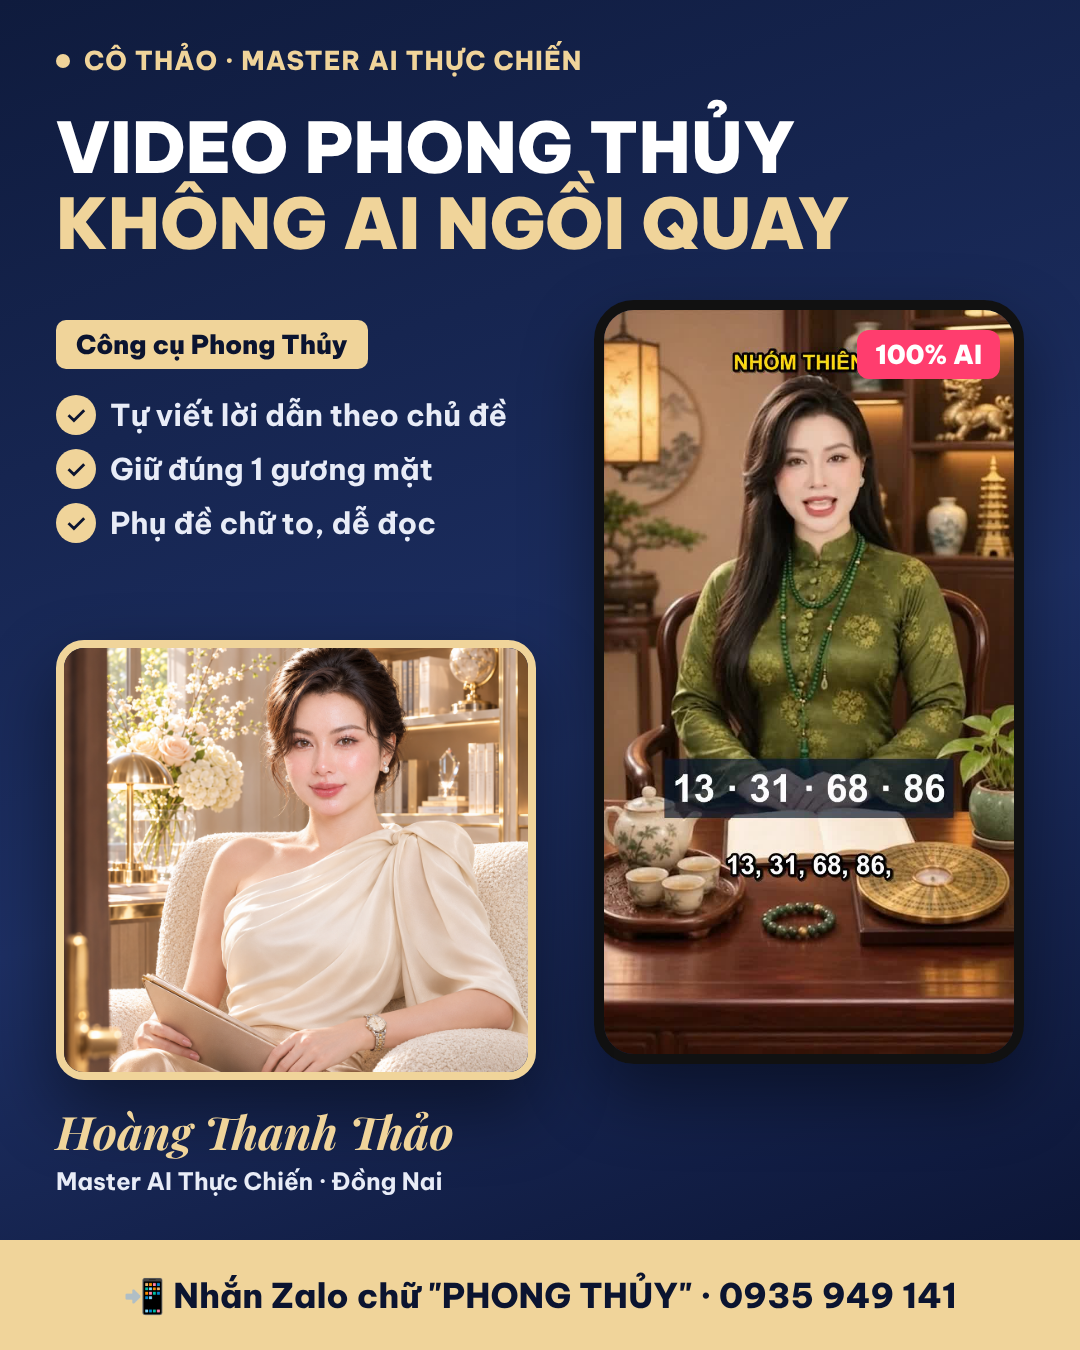 CÔ THẢO · MASTER AI THỰC CHIẾN
VIDEO PHONG THỦY
KHÔNG AI NGỒI QUAY
Công cụ Phong Thủy
Tự viết lời dẫn theo chủ đề
Giữ đúng 1 gương mặt
Phụ đề chữ to, dễ đọc
NHÓM THIÊN
100% AI
13 · 31 · 68 · 86
13, 31, 68, 86,
Hoàng Thanh Thảo
Master AI Thực Chiến · Đồng Nai
Nhắn Zalo chữ "PHONG THỦY" · 0935 949 141